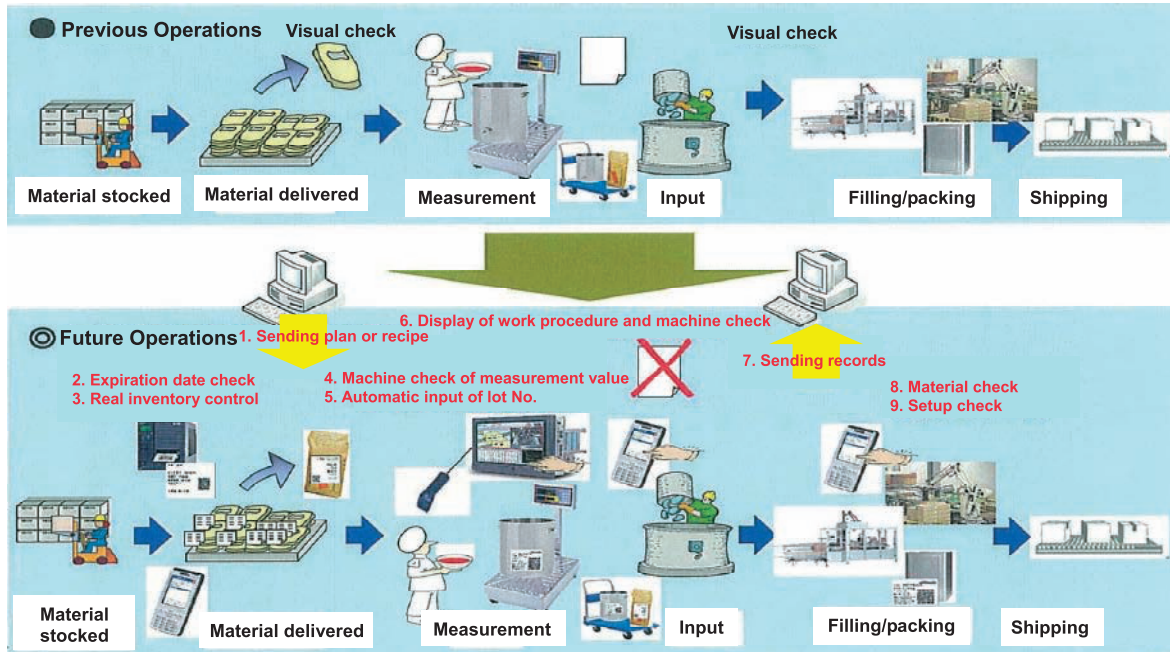 Previous Operations
Visual check
Visual check
Material stocked
Material delivered
Measurement
Input
Filling/packing
Shipping
Future Operations
1. Sending plan or recipe
6. Display of work procedure and machine check
7. Sending records
2. Expiration date check
3. Real inventory control
4. Machine check of measurement value
5. Automatic input of lot No.
8. Material check
9. Setup check
Material
stocked
Material delivered
Measurement
Input
Filling/packing
Shipping